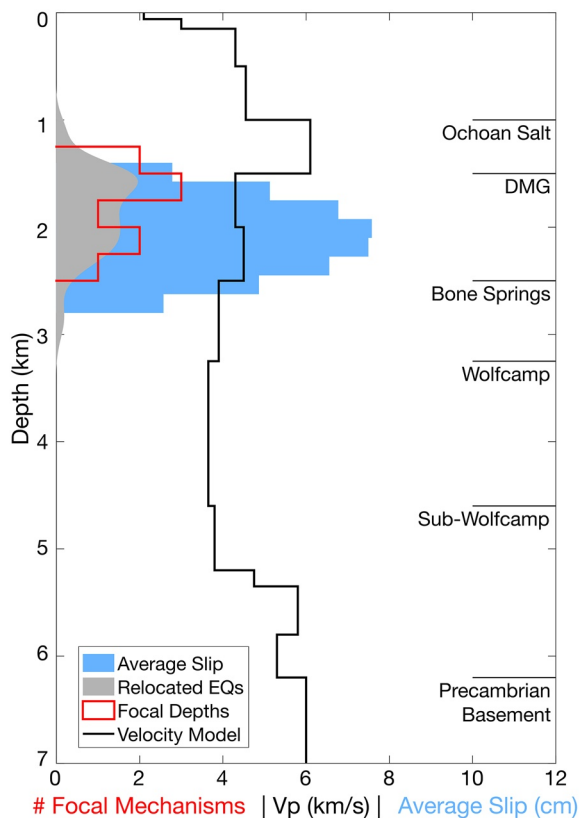 0
1
2
3
4
5
6
7
Depth (km)
Ochoan Salt
DMG
Bone Springs
Wolfcamp
Sub-Wolfcamp
Precambrian
Basement
Average Slip
Relocated EQs
Focal Depths
Velocity Model
0 2 4 6 8 10 12
# Focal Mechanisms | Vp (km/s) | Average Slip (cm)